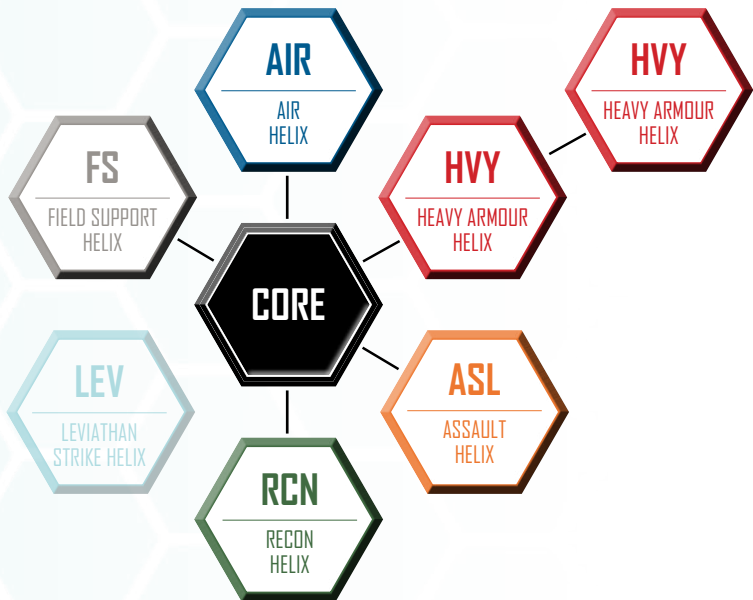 AIR
AIR
HELIX
HVY
HEAVY ARMOUR
HELIX
FS
FIELD SUPPORT
HELIX
HVY
HEAVY ARMOUR
HELIX
CORE
LEV
LEVIATHAN
STRIKE HELIX
ASL
ASSAULT
HELIX
RCN
RECON
HELIX